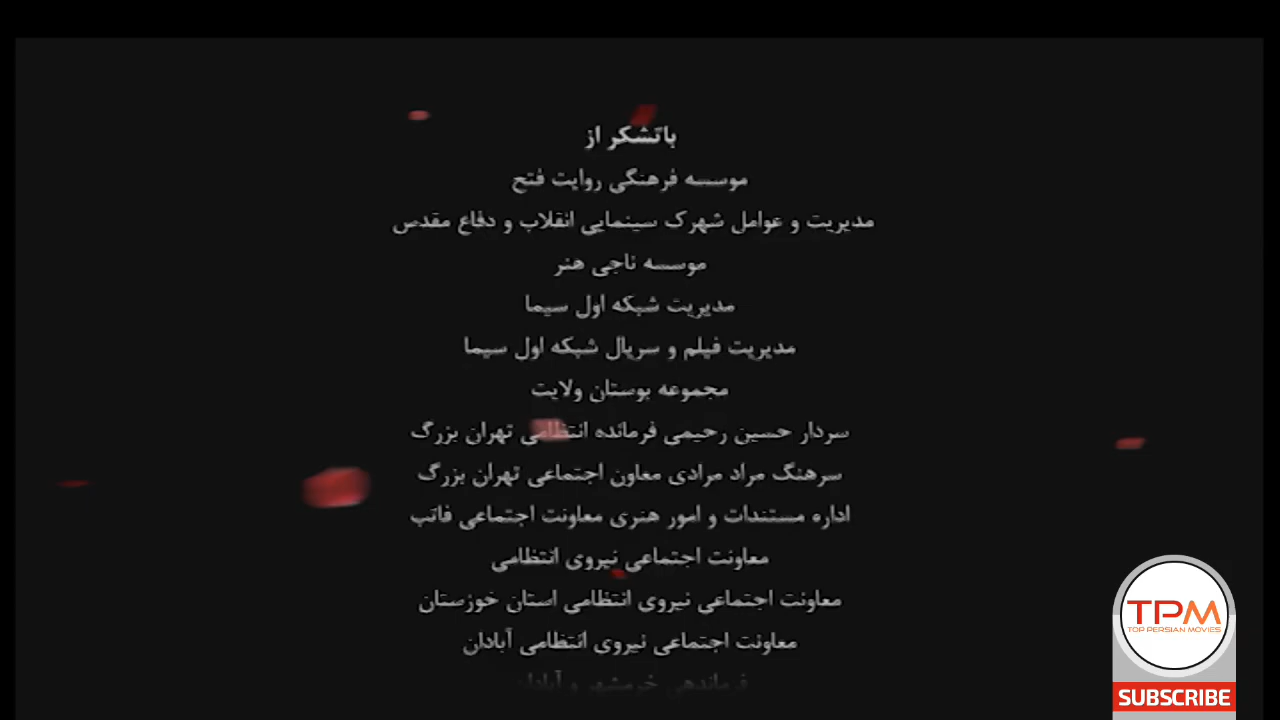 باتشکر از
موسسه فرهنگی روایت فتح
مدیریت و عوامل شهرک سینمایی انقلاب و دفاع مقدس
موسسه ناجی هنر
مدیریت شبکه اول سیما
مدیریت فیلم و سریال شبکه اول سیما
مجموعه بوستان ولایت
سردار حسین رحیمی فرمانده انتظامی تهران بزرگ
سرهنگ مراد مرادی معاون اجتماعی تهران بزرگ
اداره مستندات و امور هنری معاونت اجتماعی فاتب
معاونت اجتماعی نیروی انتظامی
معاونت اجتماعی نیروی انتظامی استان خوزستان
معاونت اجتماعی نیروی انتظامی آبادان
فرماندهی خرمشهر و آبادان
TPM
TOP PERSIAN MOVIES
SUBSCRIBE